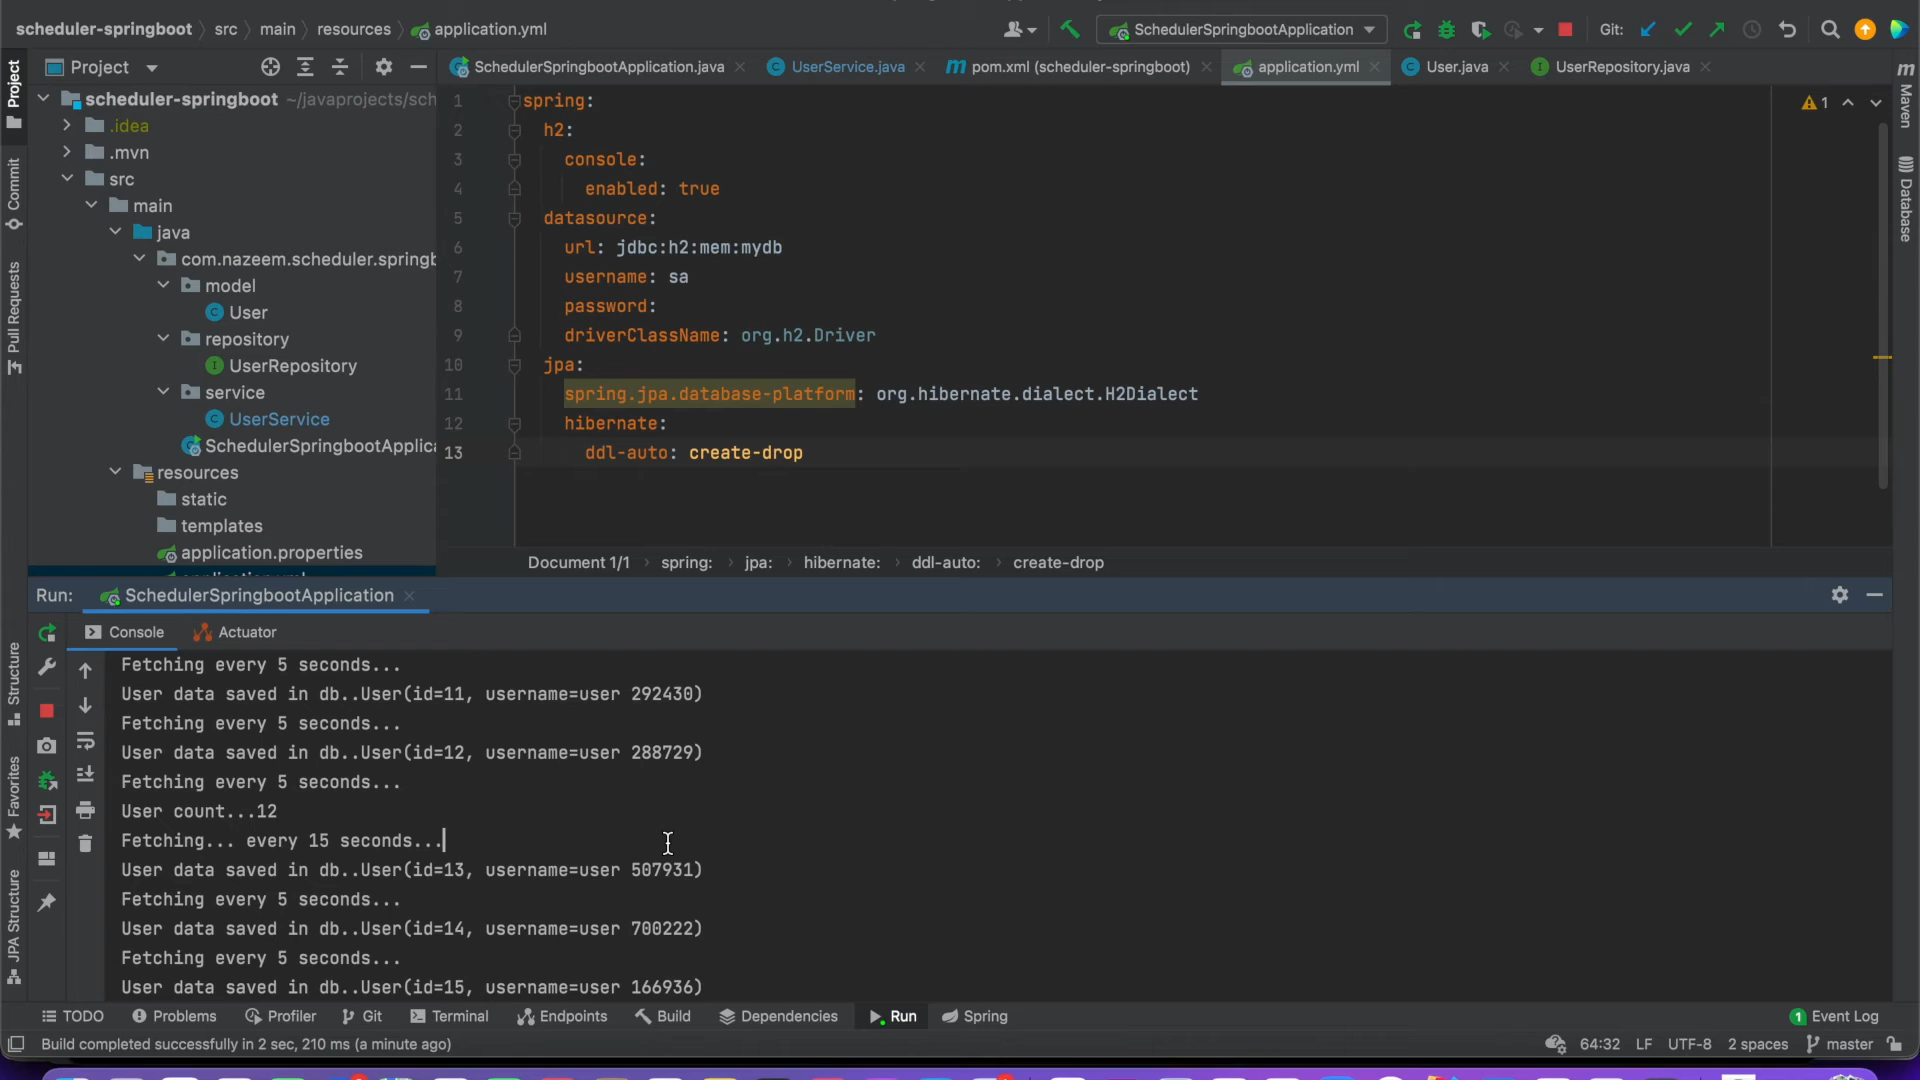 scheduler-springboot
src
main
resources
application.yml
SchedulerSpringbootApplication
Git:
Project
SchedulerSpringbootApplication.java
UserService.java
pom.xml (scheduler-springboot)
application.yml
User.java
UserRepository.java
Project
Commit
Pull Requests
Structure
Favorites
JPA Structure
Maven
Database
scheduler-springboot ~/javaprojects/sch
.idea
.mvn
src
main
java
com.nazeem.scheduler.springb
model
User
repository
UserRepository
service
UserService
SchedulerSpringbootApplica
resources
static
templates
application.properties
1 spring:
2 h2:
3 console:
4 enabled: true
5 datasource:
6 url: jdbc:h2:mem:mydb
7 username: sa
8 password:
9 driverClassName: org.h2.Driver
10 jpa:
11 spring.jpa.database-platform: org.hibernate.dialect.H2Dialect
12 hibernate:
13 ddl-auto: create-drop
1
Document 1/1 spring: jpa: hibernate: ddl-auto: create-drop
Run: SchedulerSpringbootApplication
Console Actuator
Fetching every 5 seconds...
User data saved in db..User(id=11, username=user 292430)
Fetching every 5 seconds...
User data saved in db..User(id=12, username=user 288729)
Fetching every 5 seconds...
User count...12
Fetching... every 15 seconds...
User data saved in db..User(id=13, username=user 507931)
Fetching every 5 seconds...
User data saved in db..User(id=14, username=user 700222)
Fetching every 5 seconds...
User data saved in db..User(id=15, username=user 166936)
TODO Problems Profiler Git Terminal Endpoints Build Dependencies Run Spring 1 Event Log
Build completed successfully in 2 sec, 210 ms (a minute ago) 64:32 LF UTF-8 2 spaces master